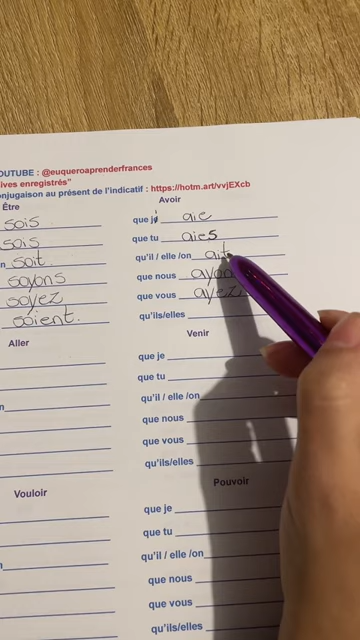 YOUTUBE : @euqueroaprenderfrances
ives enregistrés"
onjugaison au présent de l'indicatif : https://hotm.art/vvjEXcb
Être
sois
sois
n soit
soyons
soyez
soient.
Avoir
que j' aie
que tu aies
qu'il / elle /on ait
que nous
que vous ayez
qu'ils/elles
Aller
n
Venir
que je
que tu
qu'il / elle /on
que nous
que vous
qu'ils/elles
Vouloir
n
Pouvoir
que je
que tu
qu'il / elle /on
que nous
que vous
qu'ils/elles